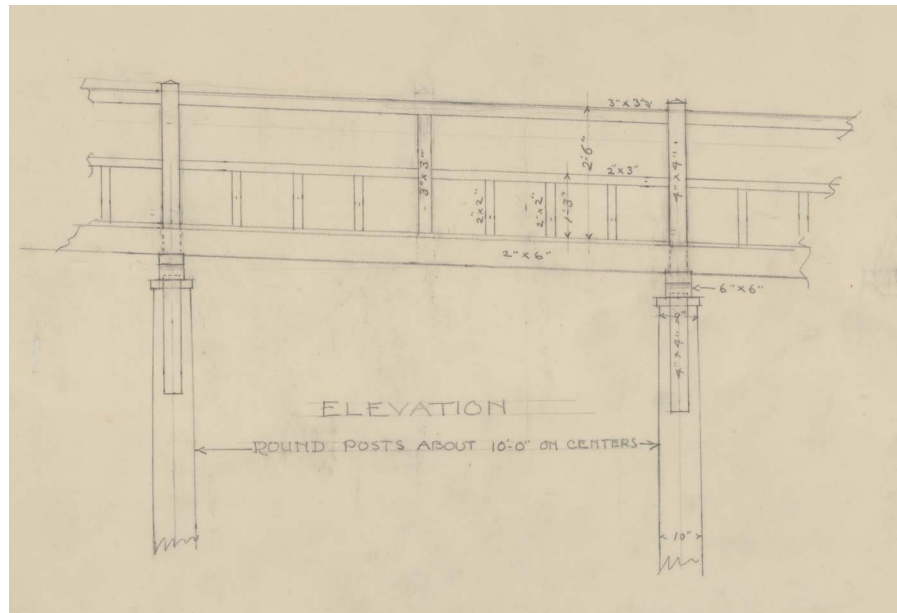 3"x3"
2'-6"
3"x3"
2"x3"
4"x4"
2"x2"
2"x2"
1'-3"
2"x6"
6"x6"
9"
4"x4"
ELEVATION
ROUND POSTS ABOUT 10'-0" ON CENTERS
10"